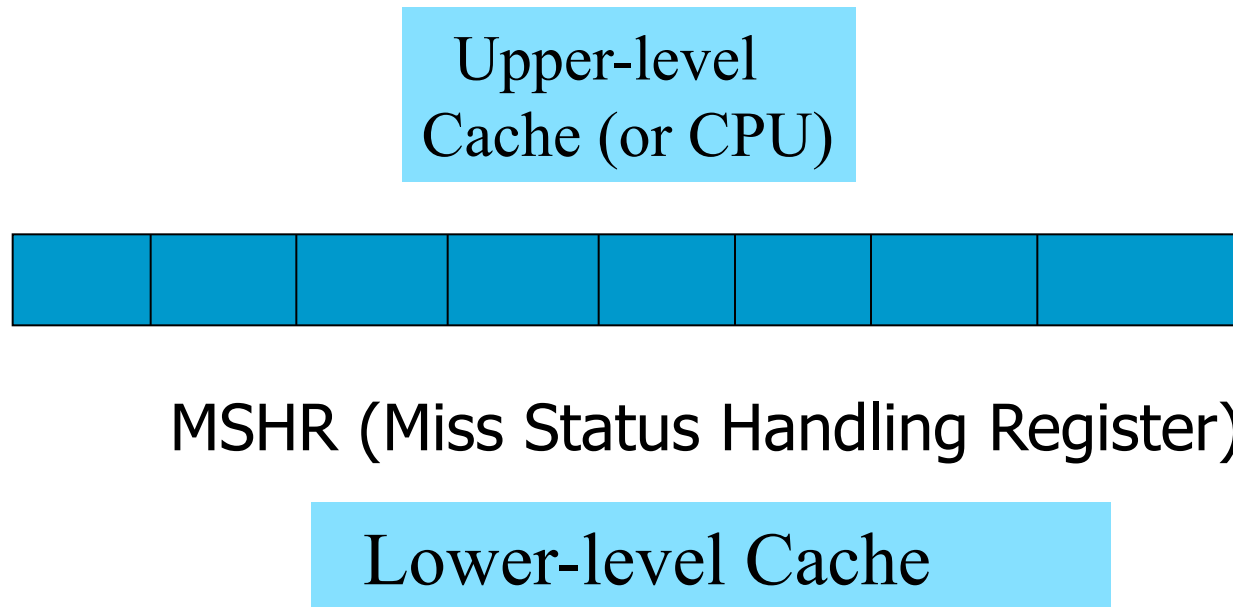 Upper-level
Cache (or CPU)
MSHR (Miss Status Handling Register)
Lower-level Cache